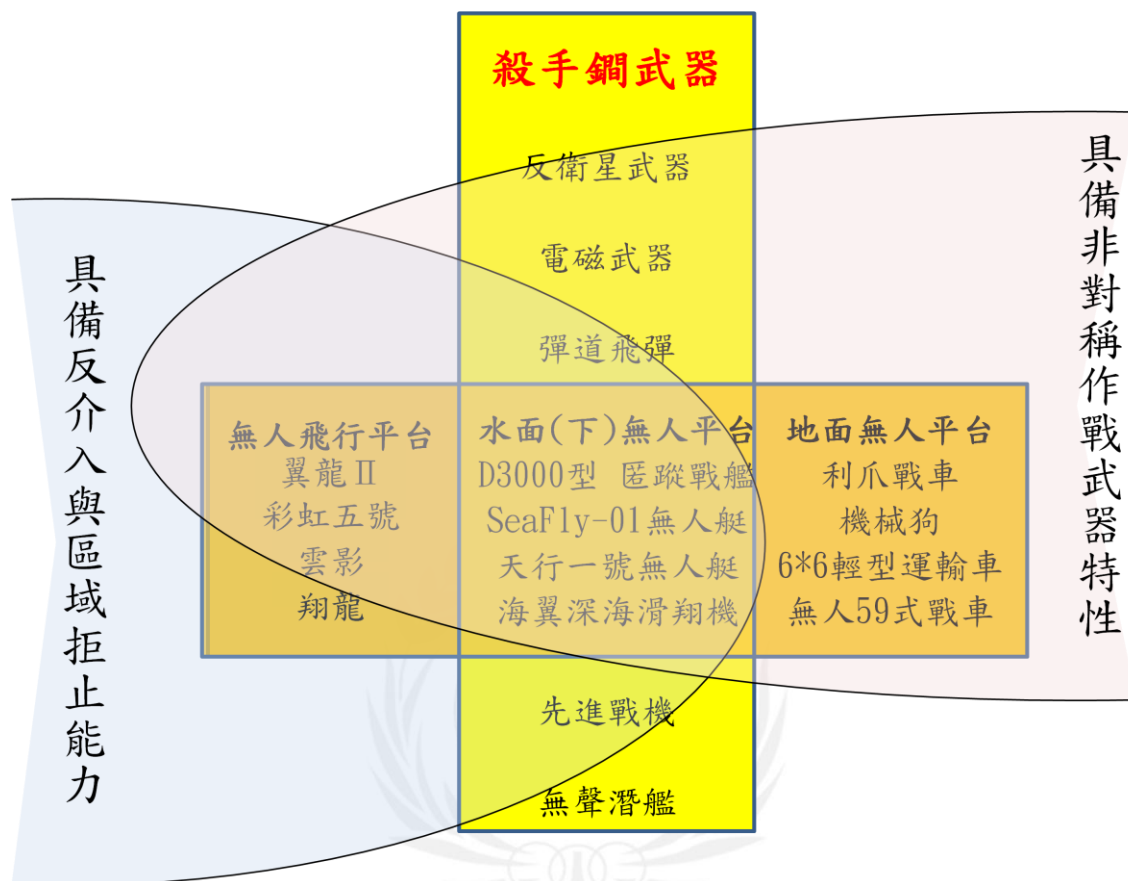 殺手鐧武器
反衛星武器
電磁武器
彈道飛彈
具備反介入與區域拒止能力
無人飛行平台
翼龍Ⅱ
彩虹五號
雲影
翔龍
水面(下)無人平台
D3000型 匿蹤戰艦
SeaFly-01無人艇
天行一號無人艇
海翼深海滑翔機
地面無人平台
利爪戰車
機械狗
6*6輕型運輸車
無人59式戰車
具備非對稱作戰武器特性
先進戰機
無聲潛艦